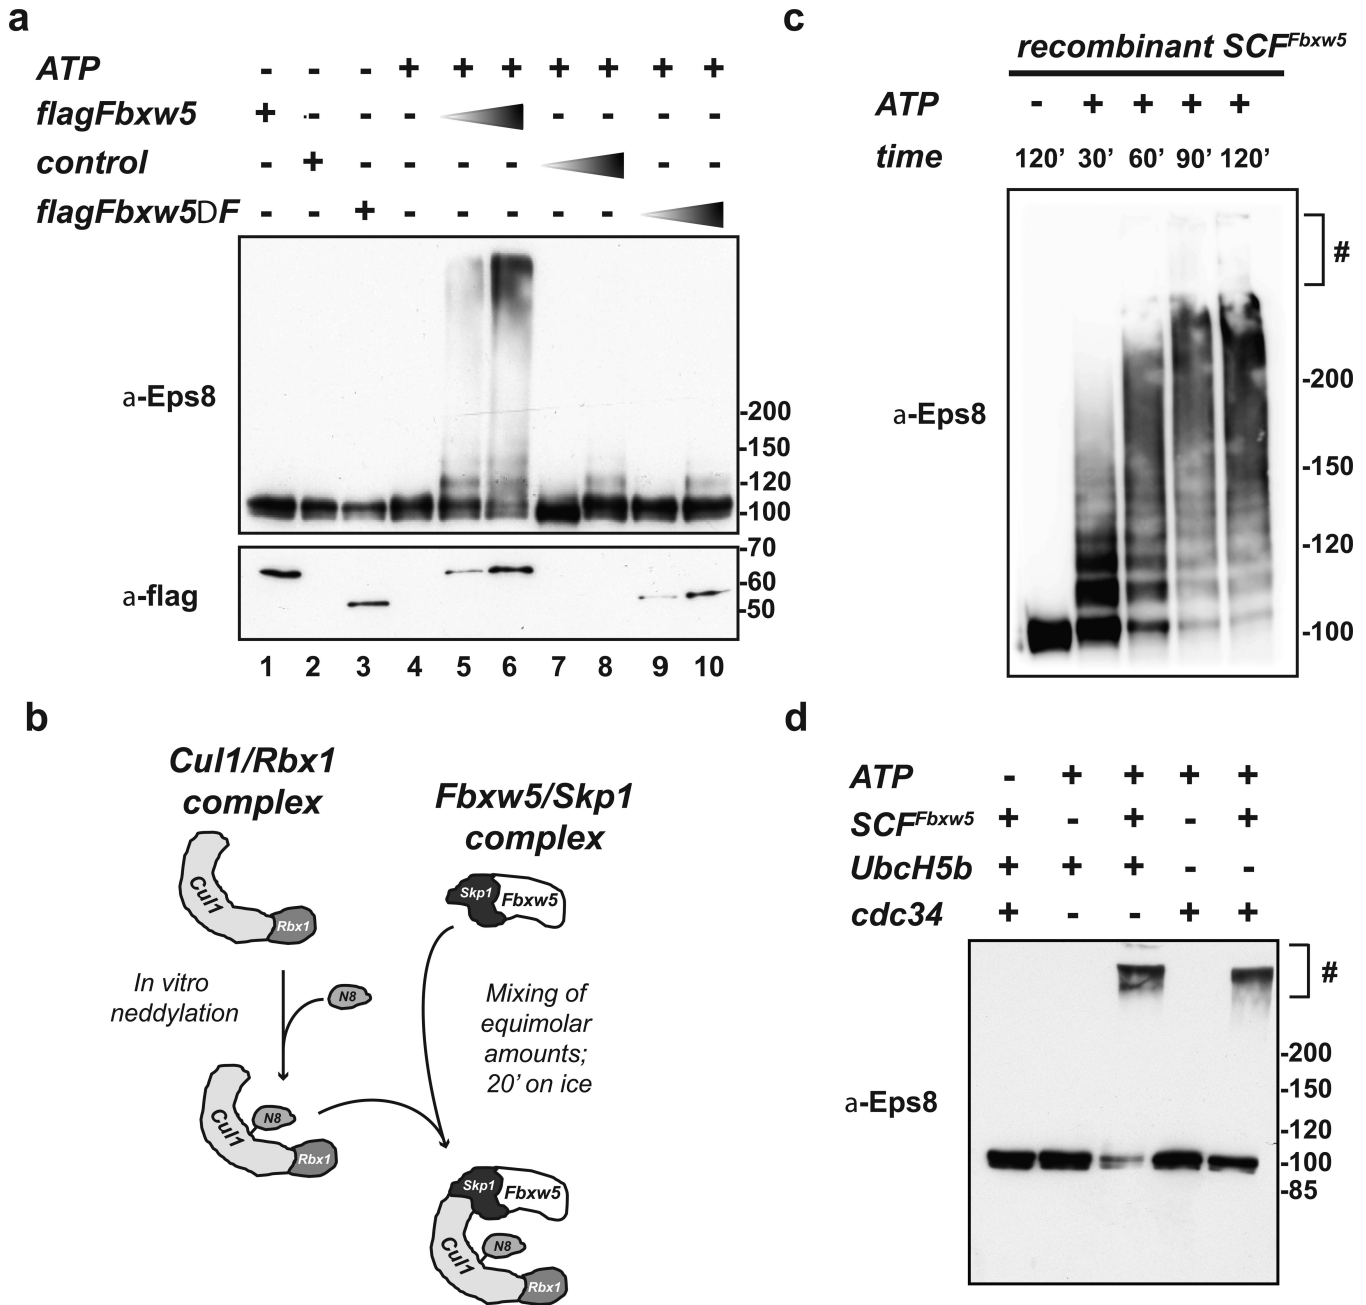 a
ATP - - - + + + + + + +
flagFbxw5 + - - - - - - -
control - + - - - - - -
flagFbxw5DF - - + - - - - -
a-Eps8
-200
-150
-120
-100
a-flag
-70
-60
-50
1 2 3 4 5 6 7 8 9 10
b
Cul1/Rbx1
complex
Fbxw5/Skp1
complex
Cul1
Rbx1
Skp1
Fbxw5
In vitro
neddylation
N8
Mixing of
equimolar
amounts;
20' on ice
Cul1
N8
Rbx1
Skp1
Fbxw5
Cul1
N8
Rbx1
c
recombinant SCFFbxw5
ATP - + + + +
time 120' 30' 60' 90' 120'
#
a-Eps8
-200
-150
-120
-100
d
ATP - + + + +
SCFFbxw5 + - + - +
UbcH5b + + + - -
cdc34 + - - + +
#
a-Eps8
-200
-150
-120
-100
-85